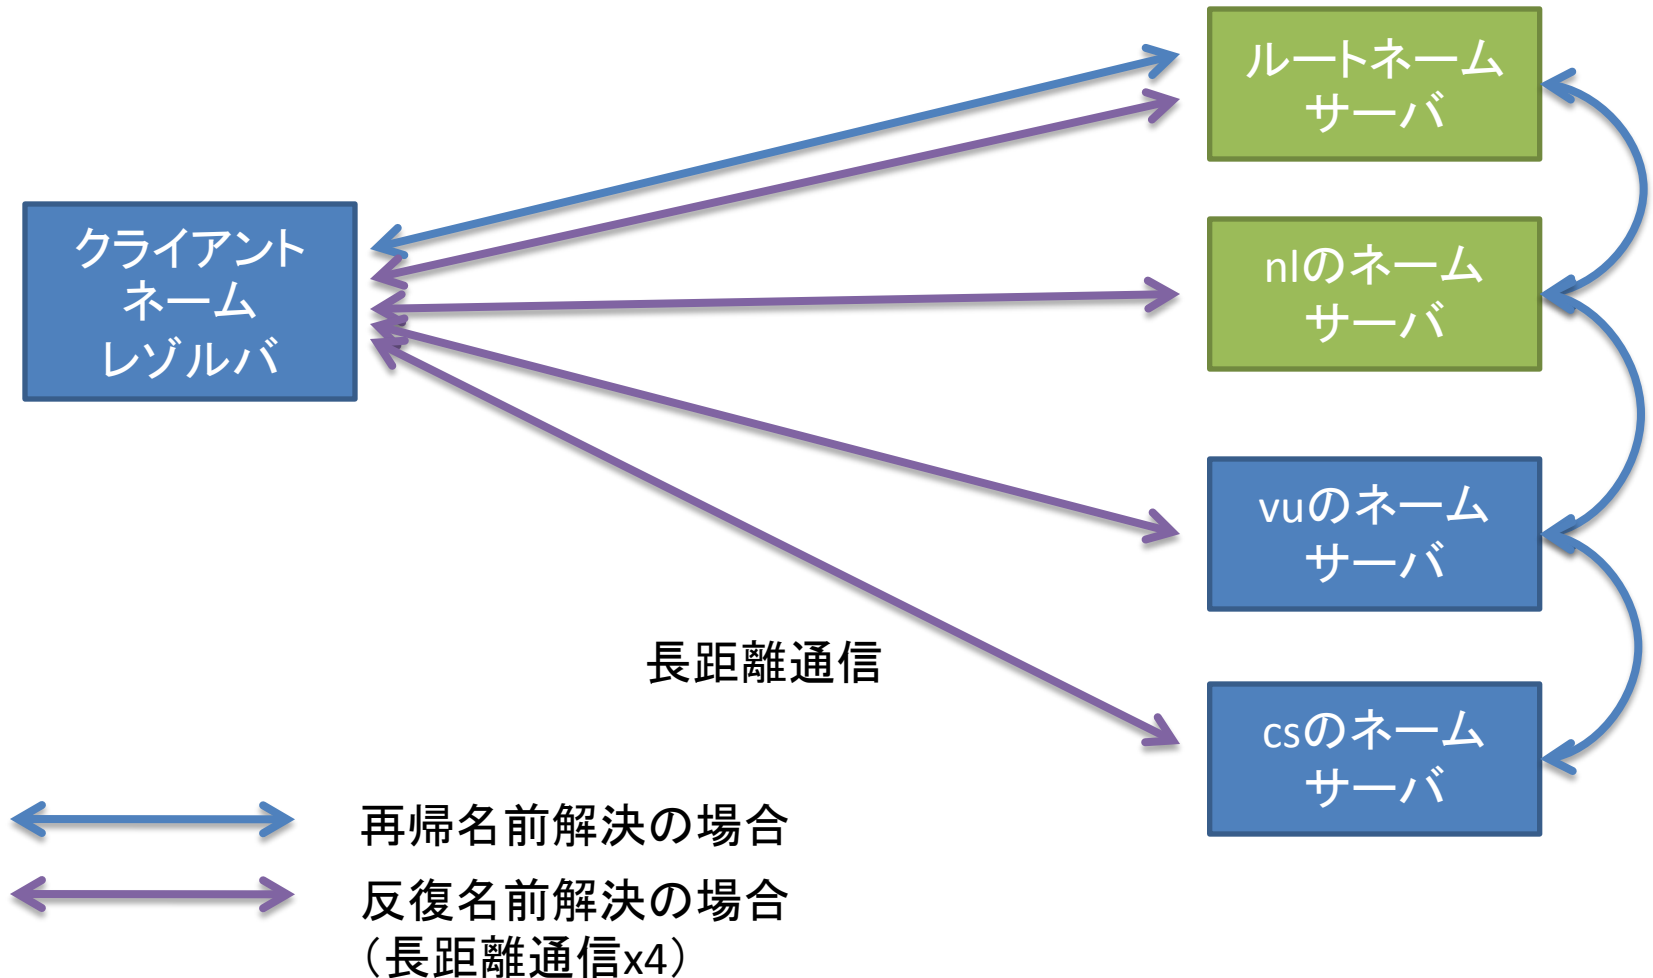 ルートネーム
サーバ
クライアント
ネーム
レゾルバ
nlのネーム
サーバ
vuのネーム
サーバ
長距離通信
csのネーム
サーバ
再帰名前解決の場合
反復名前解決の場合
（長距離通信x4）